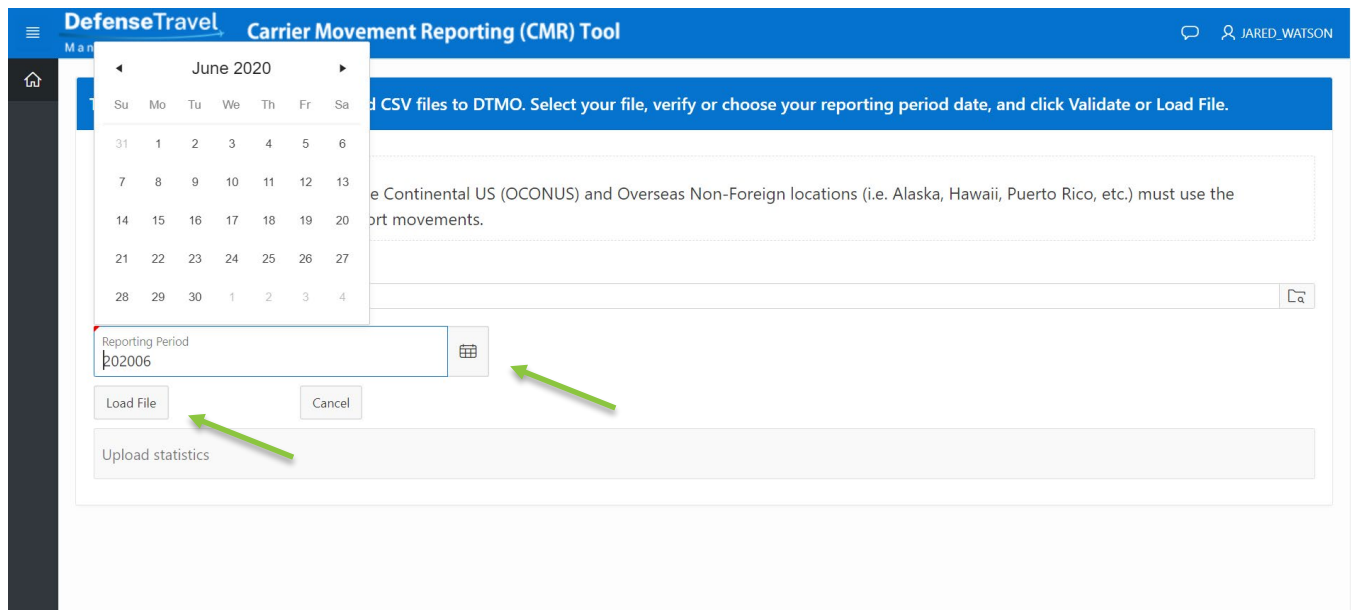 DefenseTravel
Carrier Movement Reporting (CMR) Tool
JARED_WATSON
Man
June 2020
Su Mo Tu We Th Fr Sa
31 1 2 3 4 5 6
7 8 9 10 11 12 13
14 15 16 17 18 19 20
21 22 23 24 25 26 27
28 29 30 1 2 3 4
T
CSV files to DTMO. Select your file, verify or choose your reporting period date, and click Validate or Load File.
e Continental US (OCONUS) and Overseas Non-Foreign locations (i.e. Alaska, Hawaii, Puerto Rico, etc.) must use the
ort movements.
Reporting Period
202006
Load File
Cancel
Upload statistics